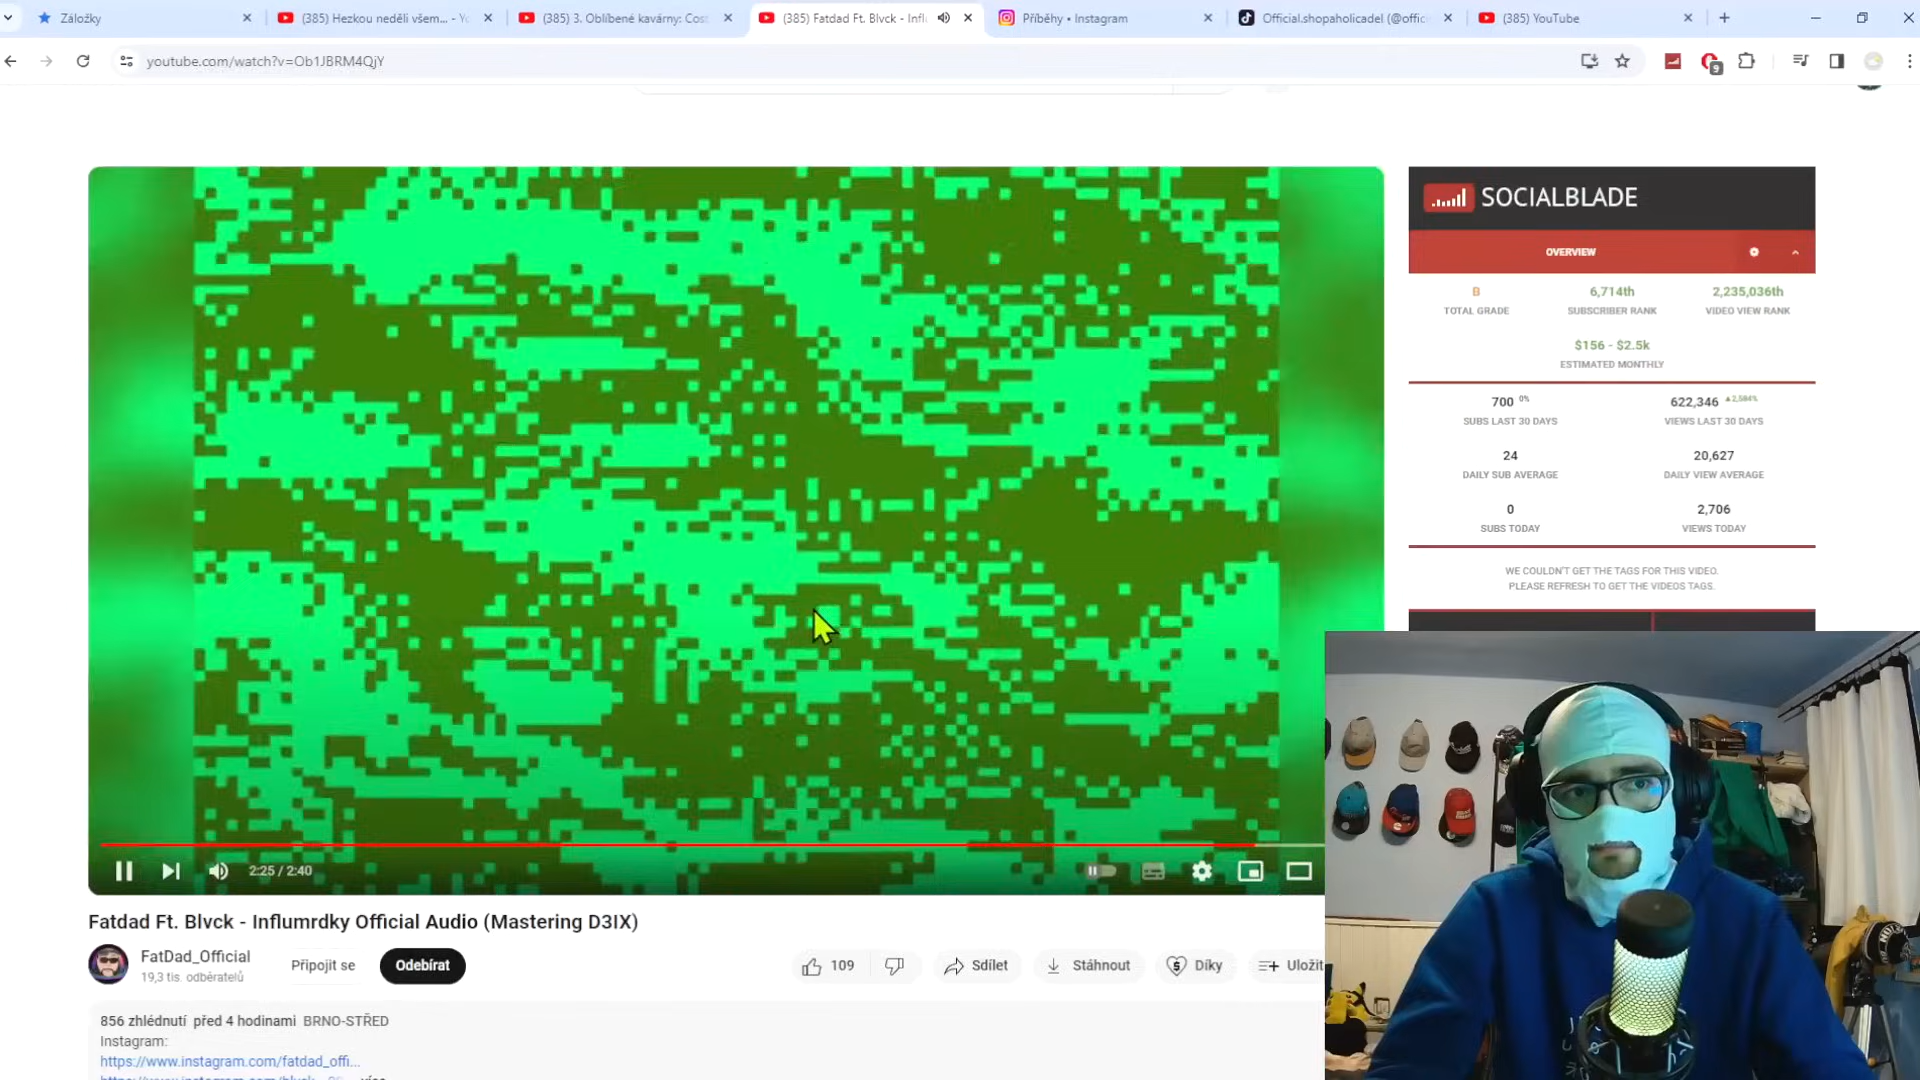 Záložky
(385) Hezkou neděli všem... - Yo
(385) 3. Oblíbené kavárny: Cost
(385) Fatdad Ft. Blvck - Infl
Příběhy • Instagram
Official.shopaholicadel (@offic
(385) YouTube
youtube.com/watch?v=Ob1JBRM4QjY
9
SOCIALBLADE
OVERVIEW
B 6,714th 2,235,036th
TOTAL GRADE SUBSCRIBER RANK VIDEO VIEW RANK
$156 - $2.5k
ESTIMATED MONTHLY
700 0% 622,346 ▲2,584%
SUBS LAST 30 DAYS VIEWS LAST 30 DAYS
24 20,627
DAILY SUB AVERAGE DAILY VIEW AVERAGE
0 2,706
SUBS TODAY VIEWS TODAY
WE COULDN'T GET THE TAGS FOR THIS VIDEO.
PLEASE REFRESH TO GET THE VIDEOS TAGS.
2:25 / 2:40
Fatdad Ft. Blvck - Influmrdky Official Audio (Mastering D3IX)
FatDad_Official
19,3 tis. odběratelů
Připojit se
Odebírat
109
Sdílet
Stáhnout
Díky
Uložit
856 zhlédnutí před 4 hodinami BRNO-STŘED
Instagram:
https://www.instagram.com/fatdad_offi...